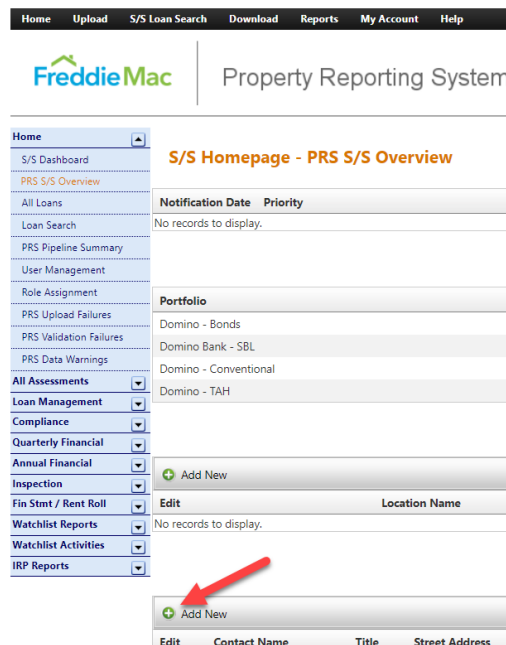 Home Upload S/S Loan Search Download Reports My Account Help
Freddie Mac Property Reporting System
Home
S/S Dashboard
PRS S/S Overview
All Loans
Loan Search
PRS Pipeline Summary
User Management
Role Assignment
PRS Upload Failures
PRS Validation Failures
PRS Data Warnings
All Assessments
Loan Management
Compliance
Quarterly Financial
Annual Financial
Inspection
Fin Stmt / Rent Roll
Watchlist Reports
Watchlist Activities
IRP Reports
S/S Homepage - PRS S/S Overview
Notification Date Priority
No records to display.
Portfolio
Domino - Bonds
Domino Bank - SBL
Domino - Conventional
Domino - TAH
Add New
Edit Location Name
No records to display.
Add New
Edit Contact Name Title Street Address